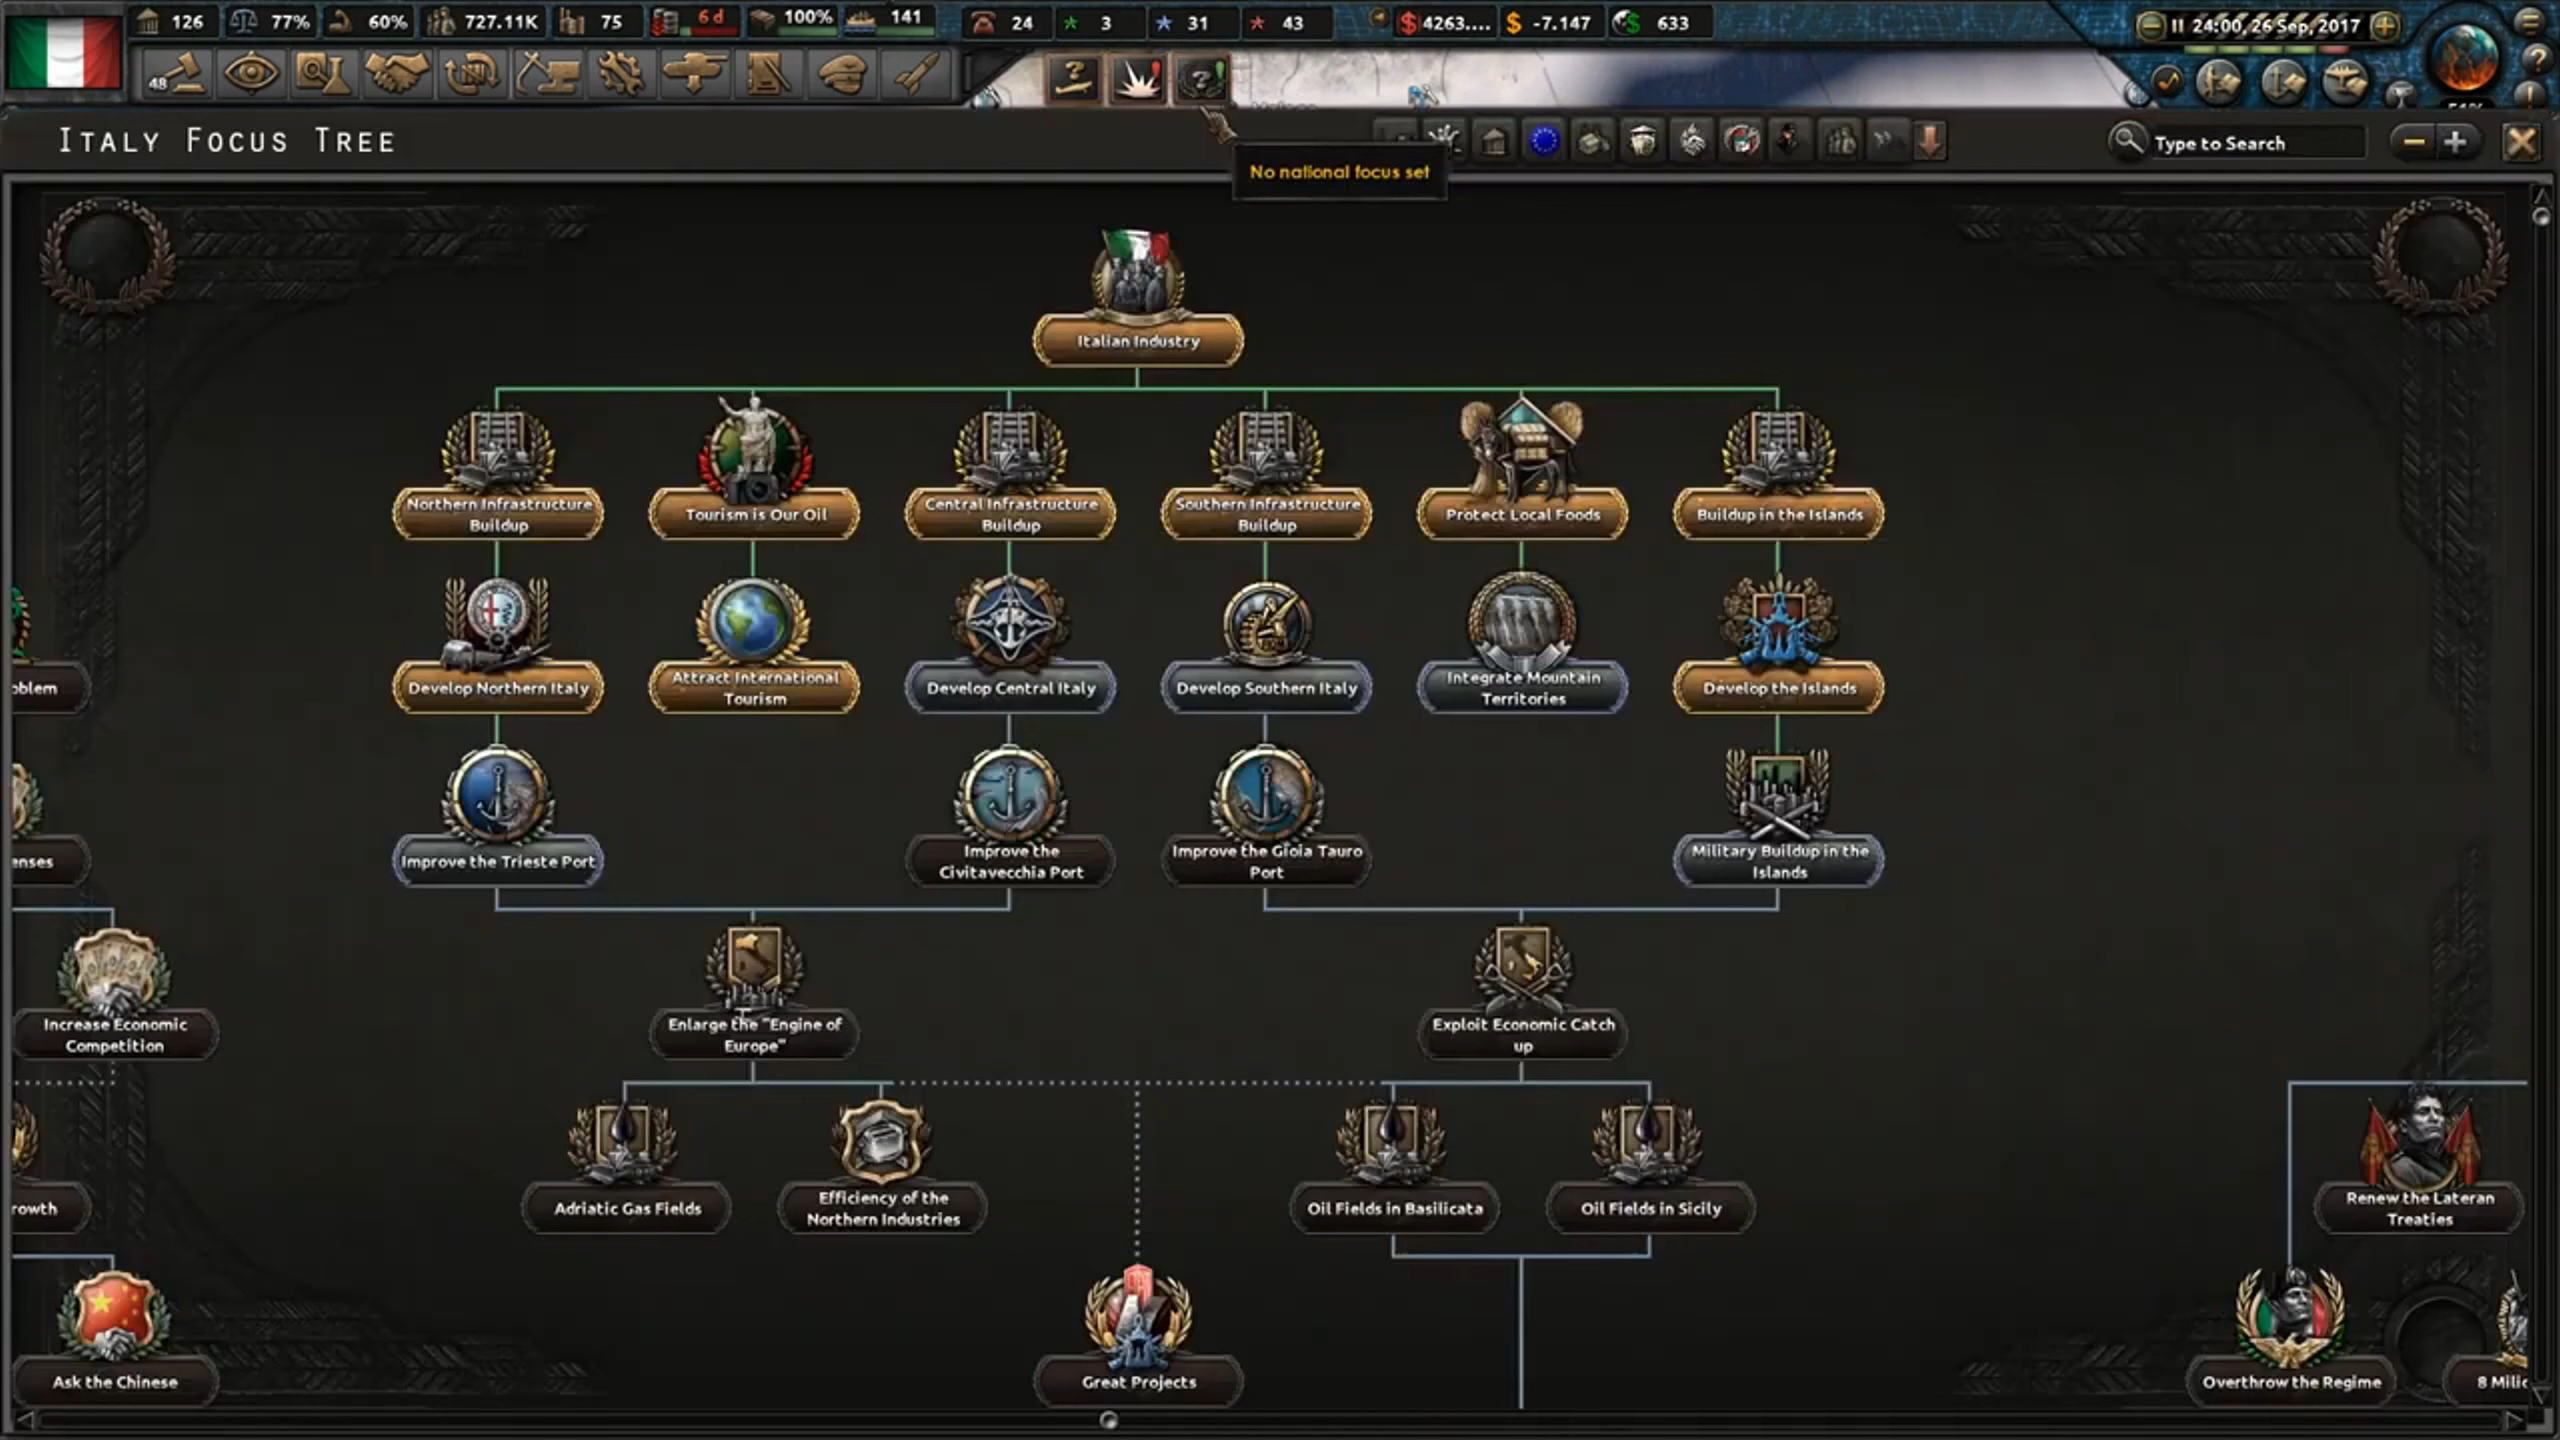 126 77% 60% 727.11K 75 6 d 100% 141 24 3 31 43 4263.... -7.147 633 24:00, 26 Sep, 2017
48
ITALY FOCUS TREE
Type to Search
No national focus set
Italian Industry
Northern Infrastructure
Buildup
Tourism is Our Oil
Central Infrastructure
Buildup
Southern Infrastructure
Buildup
Protect Local Foods
Buildup in the Islands
oblem
Develop Northern Italy
Attract International
Tourism
Develop Central Italy
Develop Southern Italy
Integrate Mountain
Territories
Develop the Islands
enses
Improve the Trieste Port
Improve the
Civitavecchia Port
Improve the Gioia Tauro
Port
Military Buildup in the
Islands
Increase Economic
Competition
Enlarge the "Engine of
Europe"
Exploit Economic Catch
up
rowth
Adriatic Gas Fields
Efficiency of the
Northern Industries
Oil Fields in Basilicata
Oil Fields in Sicily
Renew the Lateran
Treaties
Ask the Chinese
Great Projects
Overthrow the Regime
8 Milic